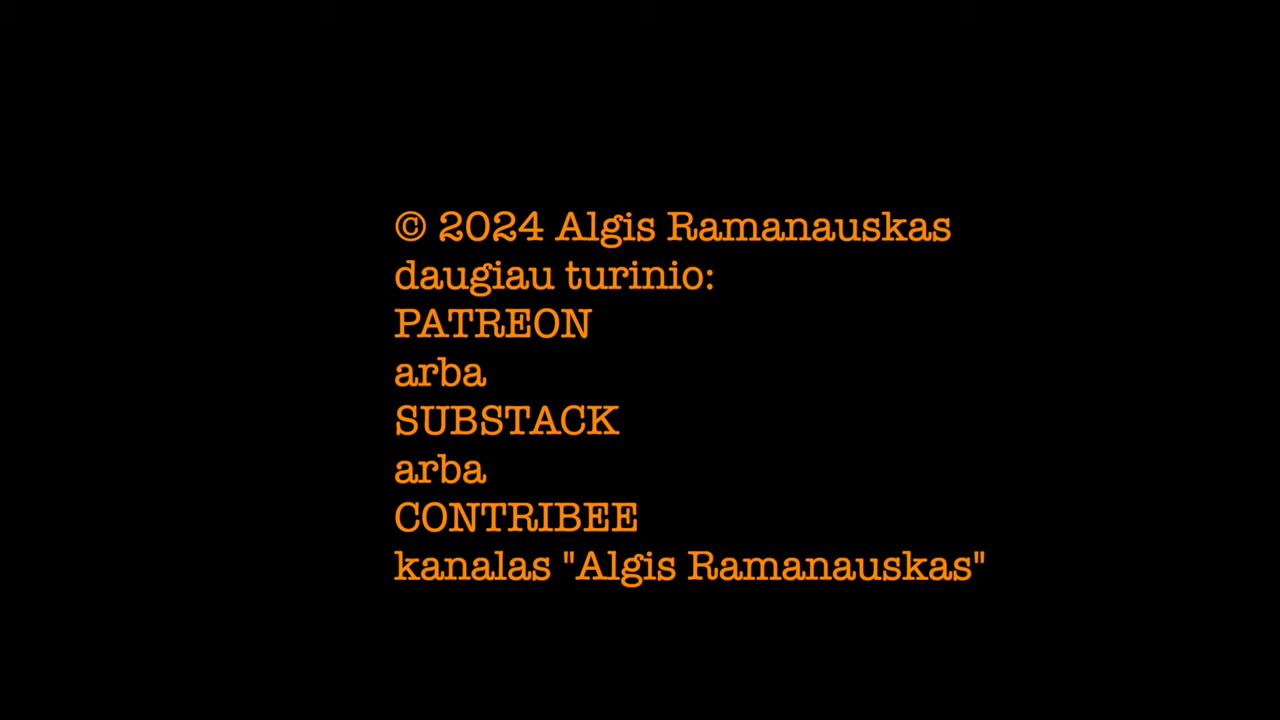 © 2024 Algis Ramanauskas
daugiau turinio:
PATREON
arba
SUBSTACK
arba
CONTRIBEE
kanalas "Algis Ramanauskas"